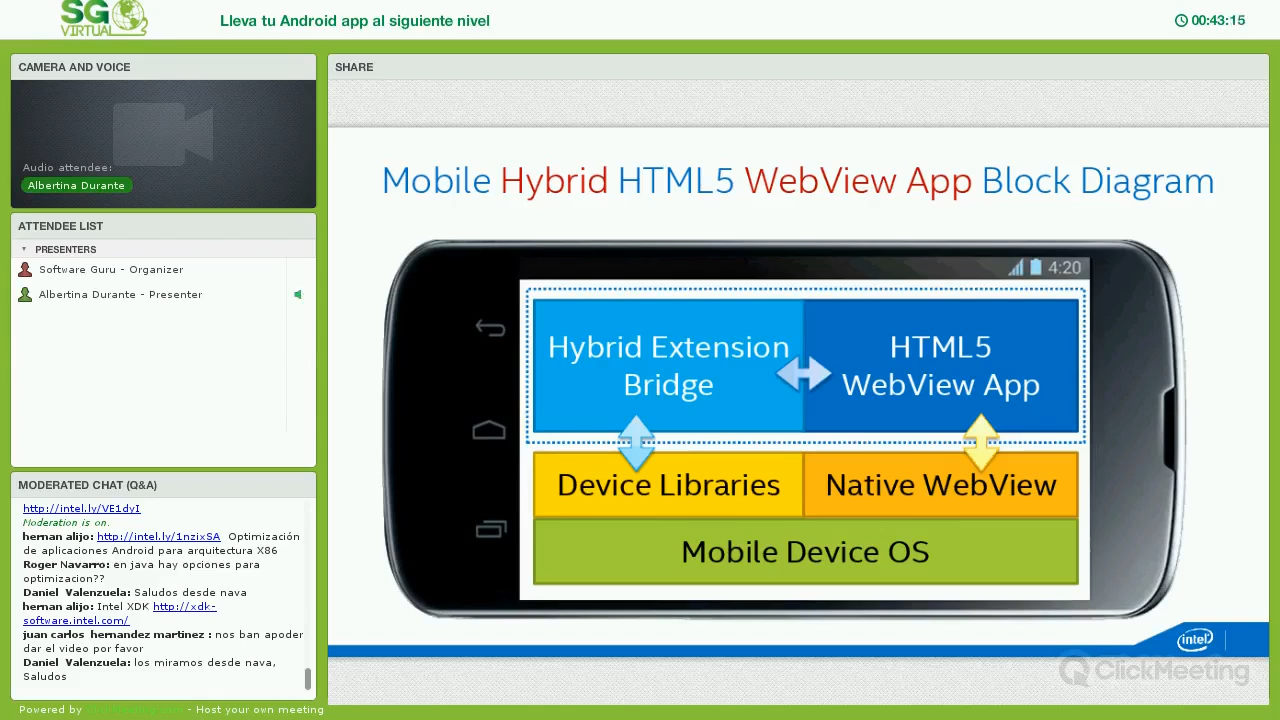 SG
VIRTUAL
Lleva tu Android app al siguiente nivel
00:43:15
CAMERA AND VOICE
Audio attendee:
Albertina Durante
ATTENDEE LIST
PRESENTERS
Software Guru - Organizer
Albertina Durante - Presenter
MODERATED CHAT (Q&A)
http://intel.ly/VE1dyI
Moderation is on.
hernan alijo: http://intel.ly/1nzixSA Optimización
de aplicaciones Android para arquitectura X86
Roger Navarro: en java hay opciones para
optimizacion??
Daniel Valenzuela: Saludos desde nava
hernan alijo: Intel XDK http://xdk-
software.intel.com/
juan carlos hernandez martinez : nos ban apoder
dar el video por favor
Daniel Valenzuela: los miramos desde nava,
Saludos
Powered by - Host your own meeting
SHARE
Mobile Hybrid HTML5 WebView App Block Diagram
4:20
Hybrid Extension
Bridge
HTML5
WebView App
Device Libraries
Native WebView
Mobile Device OS
intel
ClickMeeting